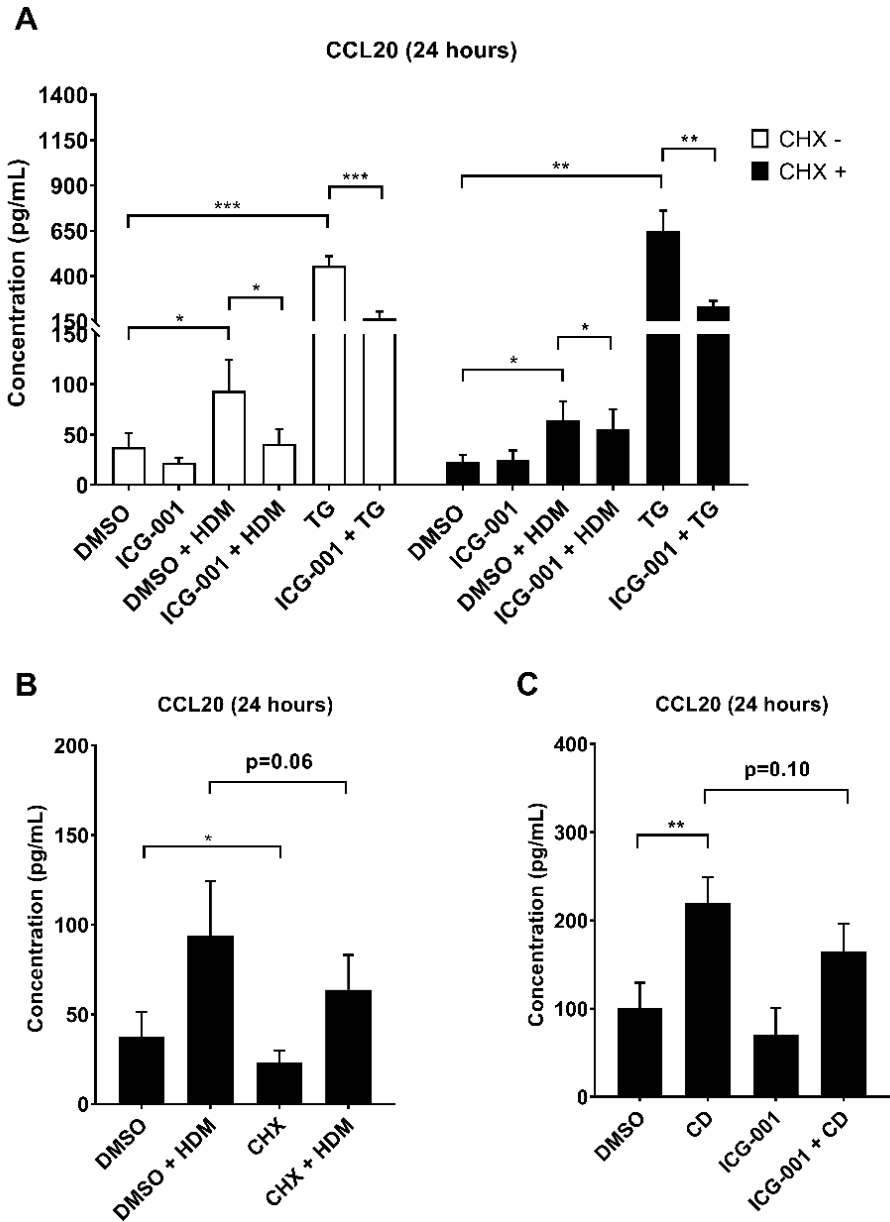 A
CCL20 (24 hours)
Concentration (pg/mL)
1400
1150
900
650
400
150
150
100
50
0
CHX -
CHX +
***
***
*
*
**
**
*
*
DMSO
ICG-001
DMSO + HDM
ICG-001 + HDM
TG
ICG-001 + TG
DMSO
ICG-001
DMSO + HDM
ICG-001 + HDM
TG
ICG-001 + TG
B
CCL20 (24 hours)
Concentration (pg/mL)
200
150
100
50
0
p=0.06
*
DMSO
DMSO + HDM
CHX
CHX + HDM
C
CCL20 (24 hours)
Concentration (pg/mL)
400
300
200
100
0
p=0.10
**
DMSO
CD
ICG-001
ICG-001 + CD